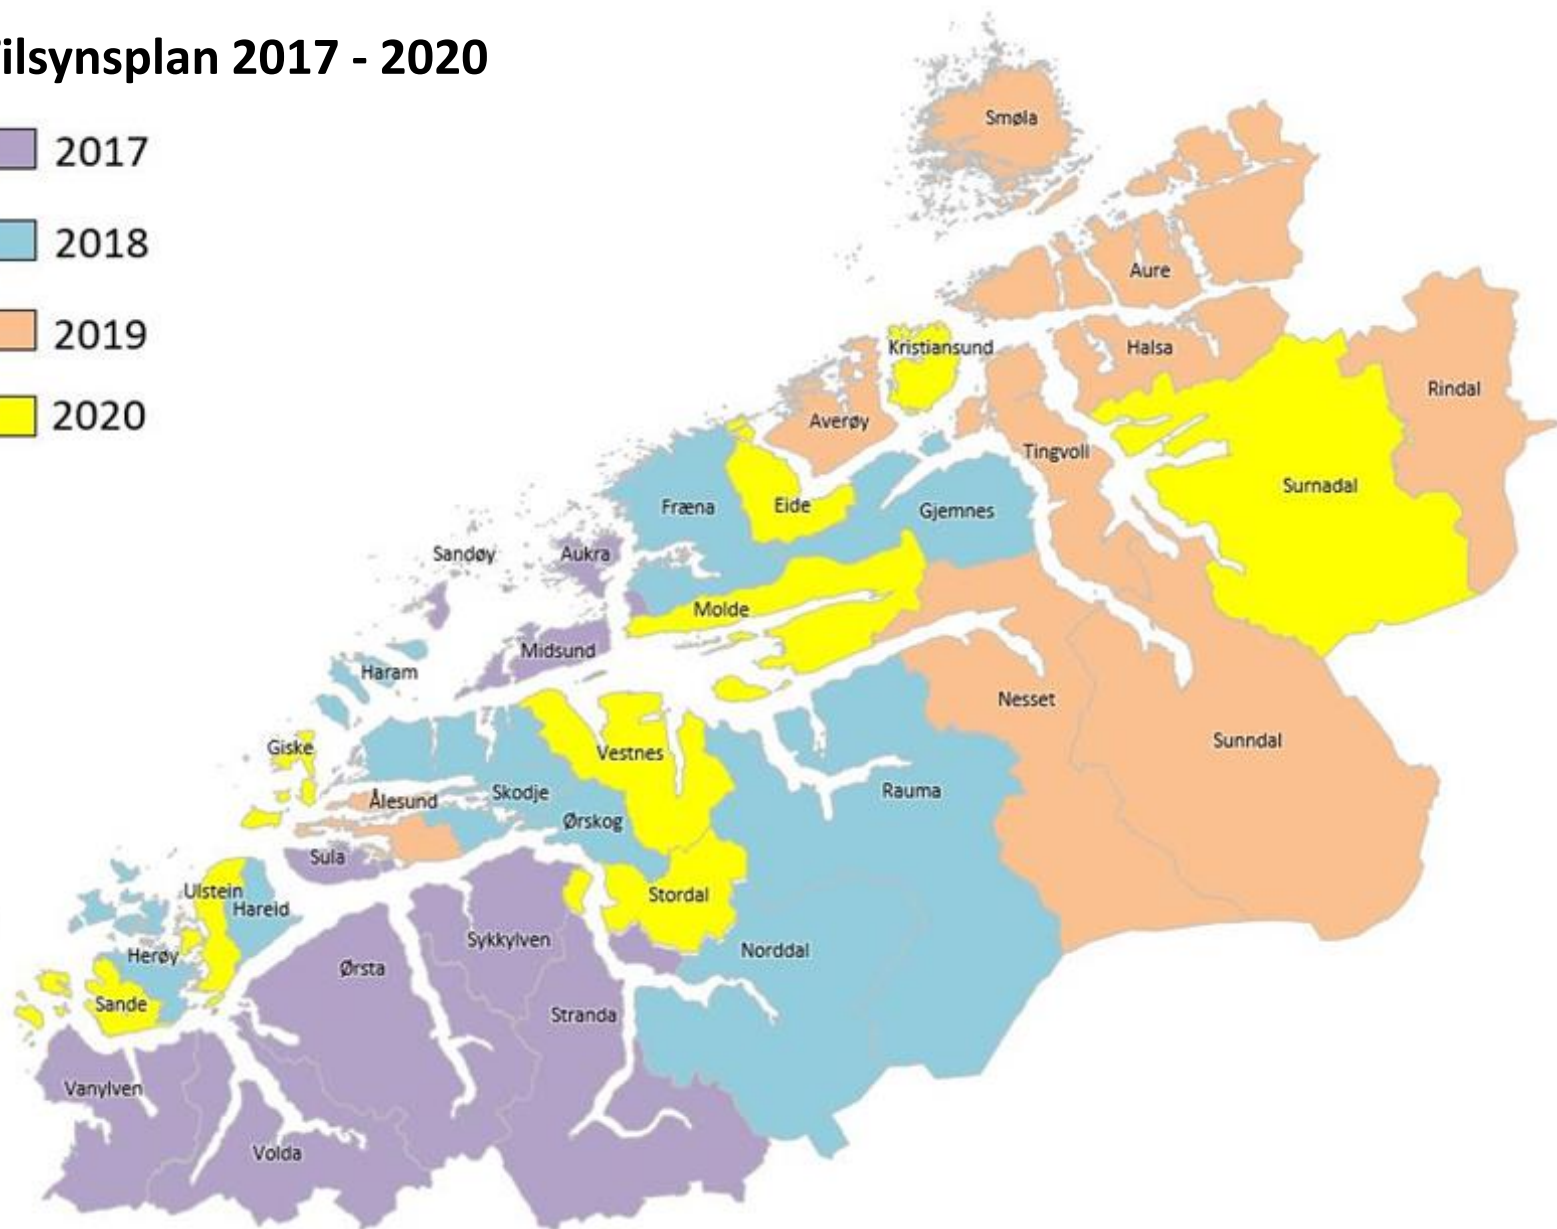 ilsynsplan 2017 - 2020
2017
2018
2019
2020
Smøla
Aure
Kristiansund
Halsa
Rindal
Averøy
Tingvoll
Surnadal
Fræna
Eide
Gjemnes
Sandøy
Aukra
Molde
Midsund
Haram
Nesset
Sunndal
Giske
Vestnes
Rauma
Skodje
Ålesund
Ørskog
Sula
Ulstein
Hareid
Stordal
Sykkylven
Norddal
Herøy
Ørsta
Sande
Stranda
Vanylven
Volda